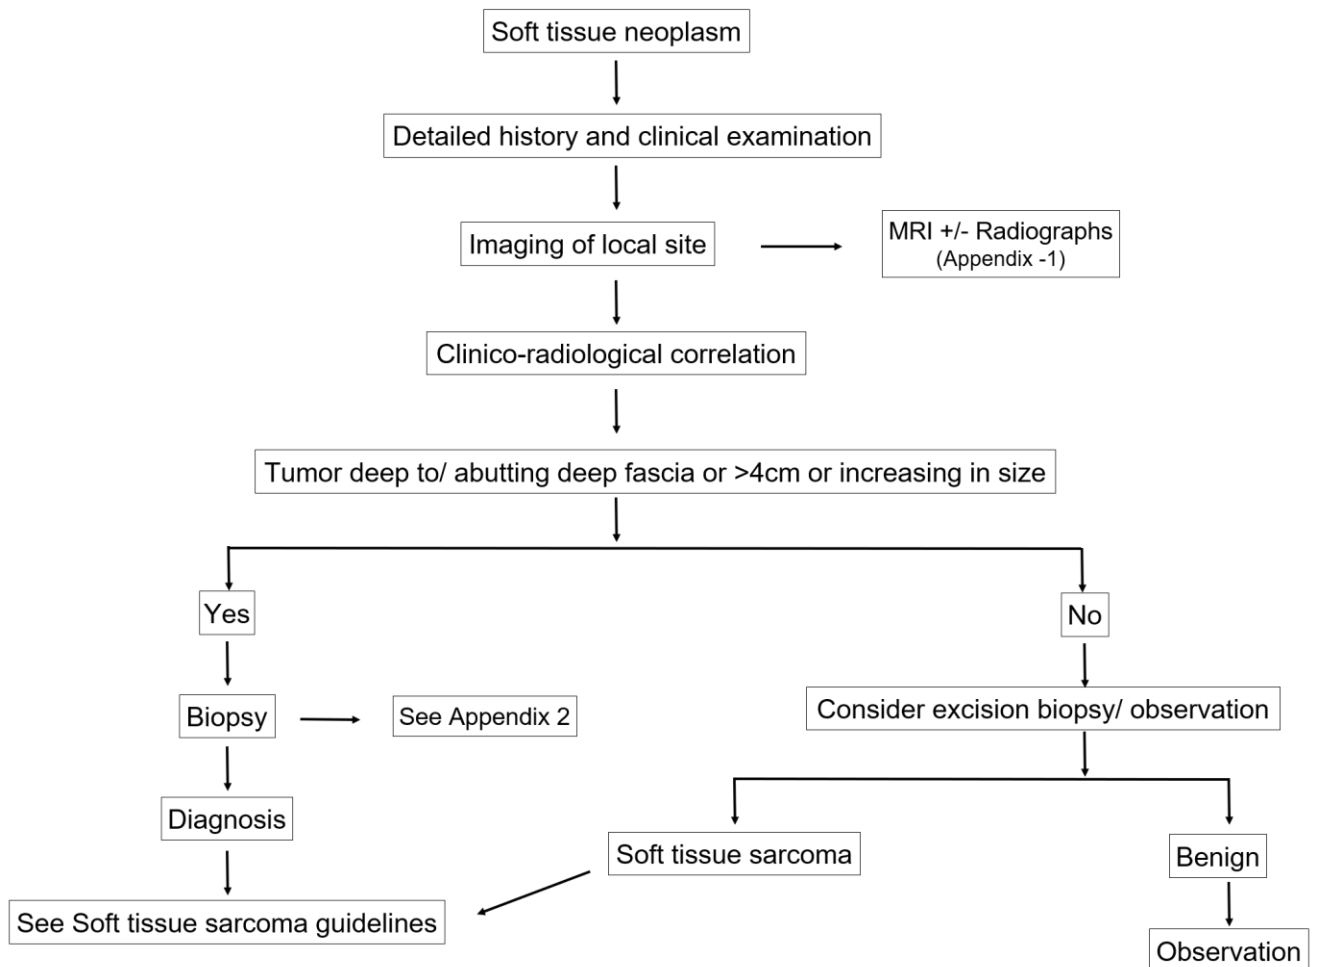 Soft tissue neoplasm
Detailed history and clinical examination
Imaging of local site
MRI +/- Radiographs
(Appendix -1)
Clinico-radiological correlation
Tumor deep to/ abutting deep fascia or >4cm or increasing in size
Yes
No
Biopsy
See Appendix 2
Consider excision biopsy/ observation
Diagnosis
Soft tissue sarcoma
Benign
See Soft tissue sarcoma guidelines
Observation